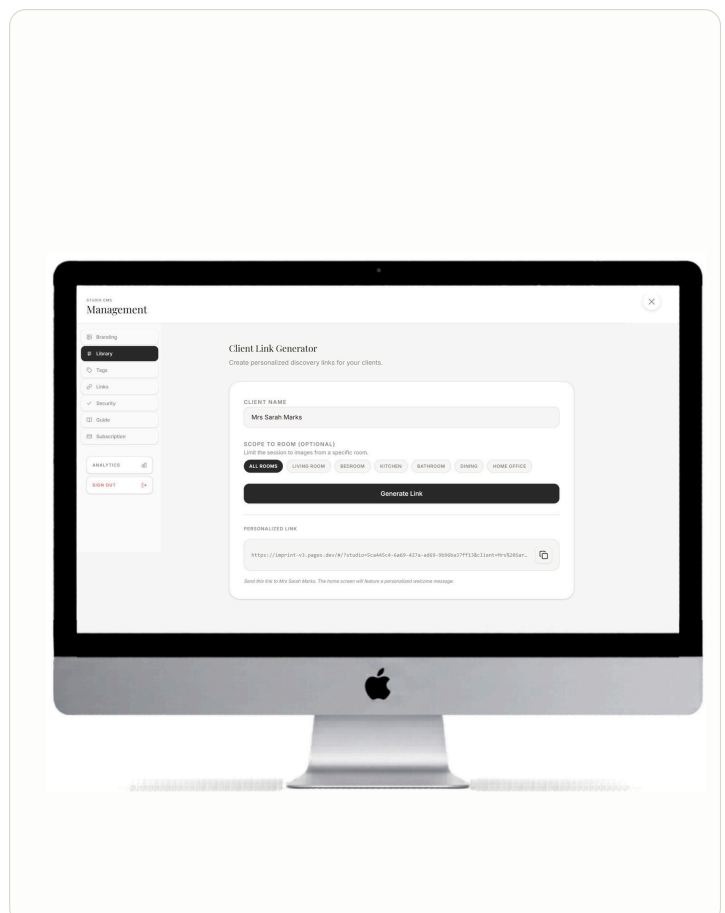 STUDIO CMS
Management
Branding
Library
Tags
Links
Security
Guide
Subscription
ANALYTICS
SIGN OUT
Client Link Generator
Create personalized discovery links for your clients.
CLIENT NAME
Mrs Sarah Marks
SCOPE TO ROOM (OPTIONAL)
Limit the session to images from a specific room.
ALL ROOMS LIVING ROOM BEDROOM KITCHEN BATHROOM DINING HOME OFFICE
Generate Link
PERSONALIZED LINK
Send this link to Mrs Sarah Marks. The home screen will feature a personalized welcome message.